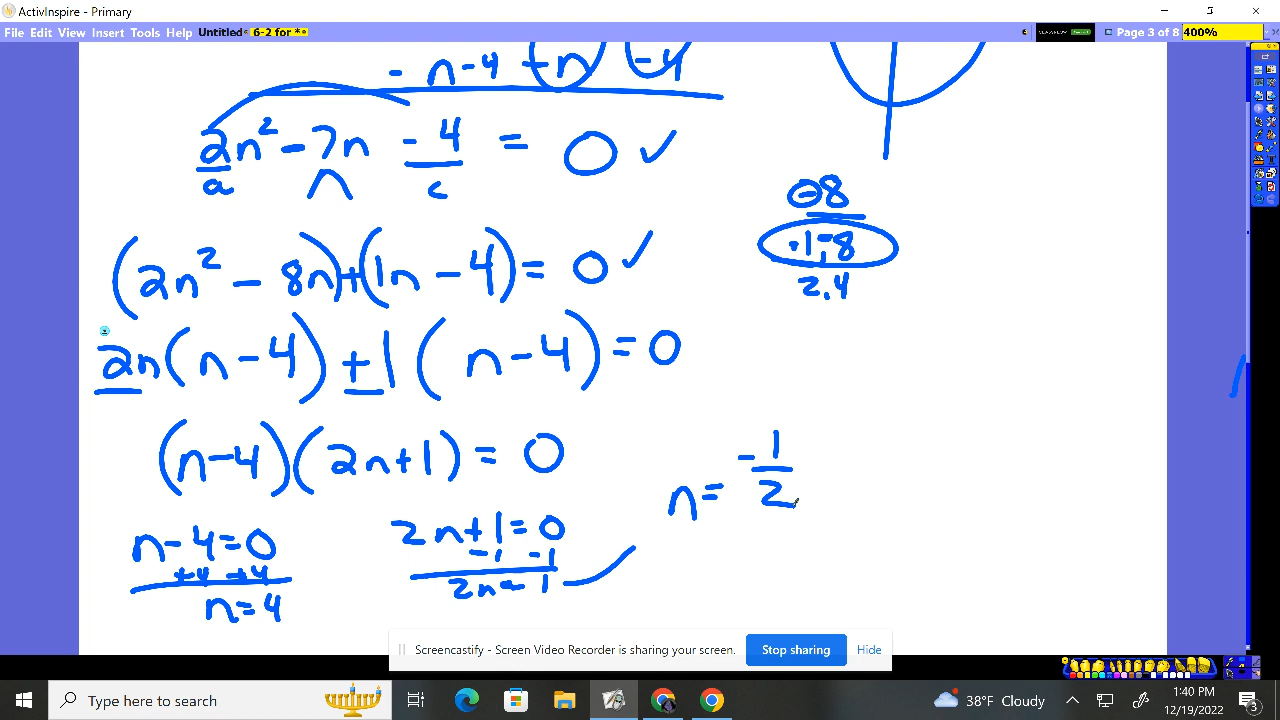 ActivInspire - Primary
File Edit View Insert Tools Help Untitled* 6-2 for *
Page 3 of 8 400%
- n-4 +n -4
2n² - 7n - 4 = 0 ✓
a c
-8
·1,-8
2,4
(2n² - 8n)+(1n - 4) = 0 ✓
2n(n-4) + 1(n-4) = 0
(n-4)(2n+1) = 0
n = -1/2
n-4=0
+4 +4
n=4
2n+1=0
-1 -1
2n = -1
Screencastify - Screen Video Recorder is sharing your screen.
Stop sharing
Hide
Type here to search
38°F Cloudy
1:40 PM
12/19/2022
3